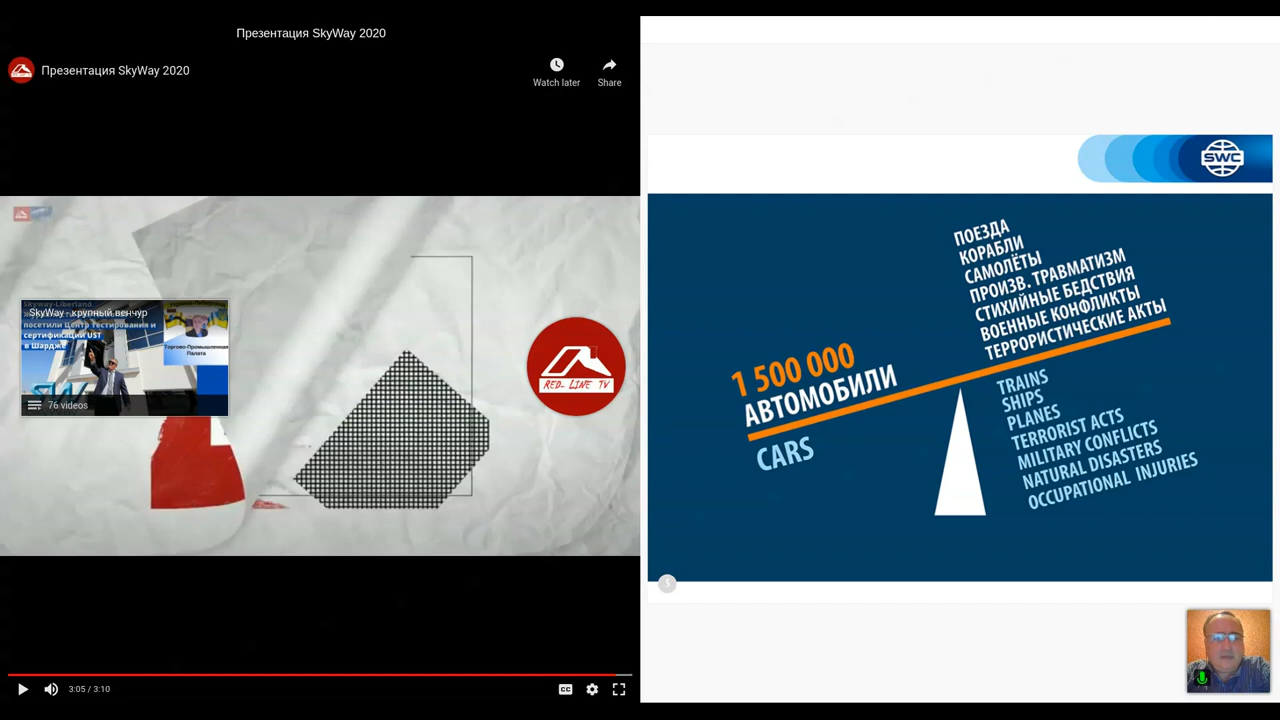 Презентация SkyWay 2020
Презентация SkyWay 2020
Watch later
Share
SkyWay - крупный венчур
посетили Центр тестирования и
сертификации UST
в Шардже
Торгово-Промышленная
Палата
76 videos
RED LINE TV
3:05 / 3:10
CC
SWC
ПОЕЗДА
КОРАБЛИ
САМОЛЁТЫ
ПРОИЗВ. ТРАВМАТИЗМ
СТИХИЙНЫЕ БЕДСТВИЯ
ВОЕННЫЕ КОНФЛИКТЫ
ТЕРРОРИСТИЧЕСКИЕ АКТЫ
1 500 000
АВТОМОБИЛИ
CARS
TRAINS
SHIPS
PLANES
TERRORIST ACTS
MILITARY CONFLICTS
NATURAL DISASTERS
OCCUPATIONAL INJURIES